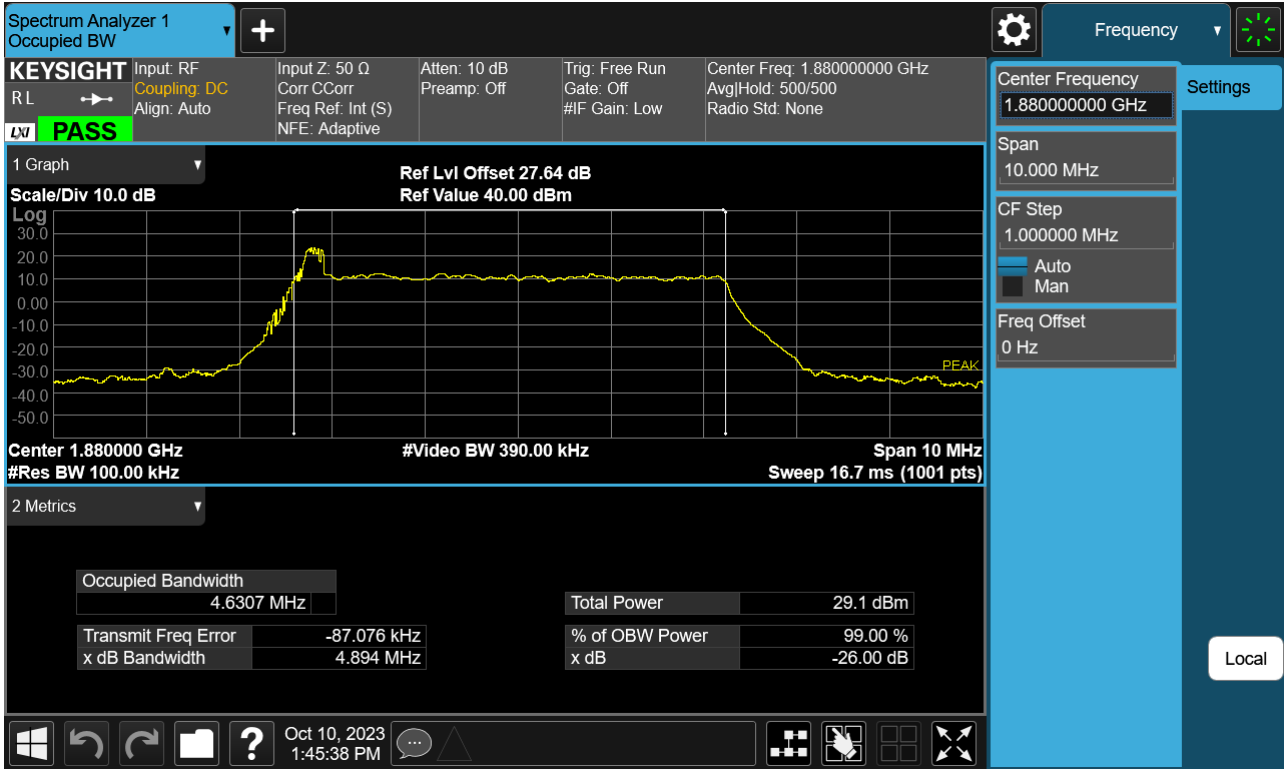 Spectrum Analyzer 1
Occupied BW
Frequency
KEYSIGHT
R L
LXI
PASS
Input: RF
Coupling: DC
Align: Auto
Input Z: 50 Ω
Corr CCorr
Freq Ref: Int (S)
NFE: Adaptive
Atten: 10 dB
Preamp: Off
Trig: Free Run
Gate: Off
#IF Gain: Low
Center Freq: 1.880000000 GHz
Avg|Hold: 500/500
Radio Std: None
Center Frequency
1.880000000 GHz
Settings
Span
10.000 MHz
CF Step
1.000000 MHz
Auto
Man
Freq Offset
0 Hz
Local
1 Graph
Scale/Div 10.0 dB
Ref Lvl Offset 27.64 dB
Ref Value 40.00 dBm
Log
30.0
20.0
10.0
0.00
-10.0
-20.0
-30.0
-40.0
-50.0
PEAK
Center 1.880000 GHz
#Video BW 390.00 kHz
Span 10 MHz
#Res BW 100.00 kHz
Sweep 16.7 ms (1001 pts)
2 Metrics
Occupied Bandwidth
4.6307 MHz
Total Power 29.1 dBm
Transmit Freq Error -87.076 kHz
% of OBW Power 99.00 %
x dB Bandwidth 4.894 MHz
x dB -26.00 dB
?
Oct 10, 2023
1:45:38 PM